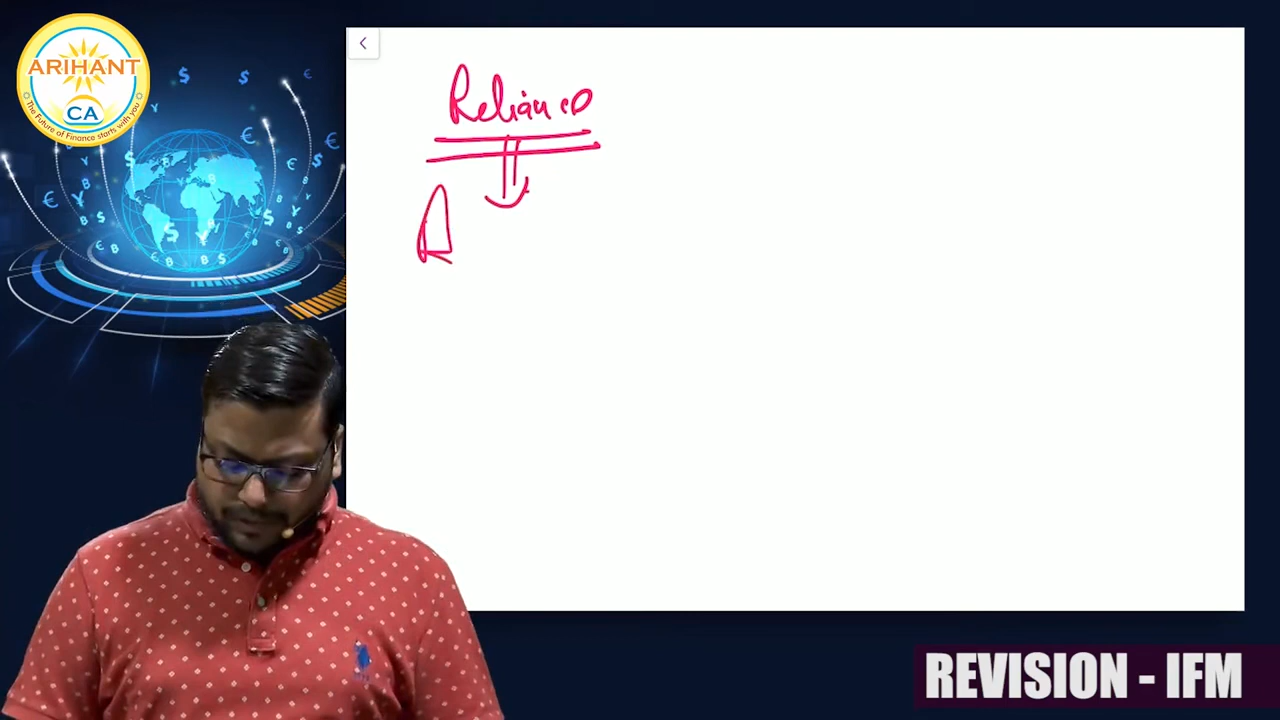 ARIHANT
CA
The Future of Finance starts with you
Reliance
REVISION - IFM